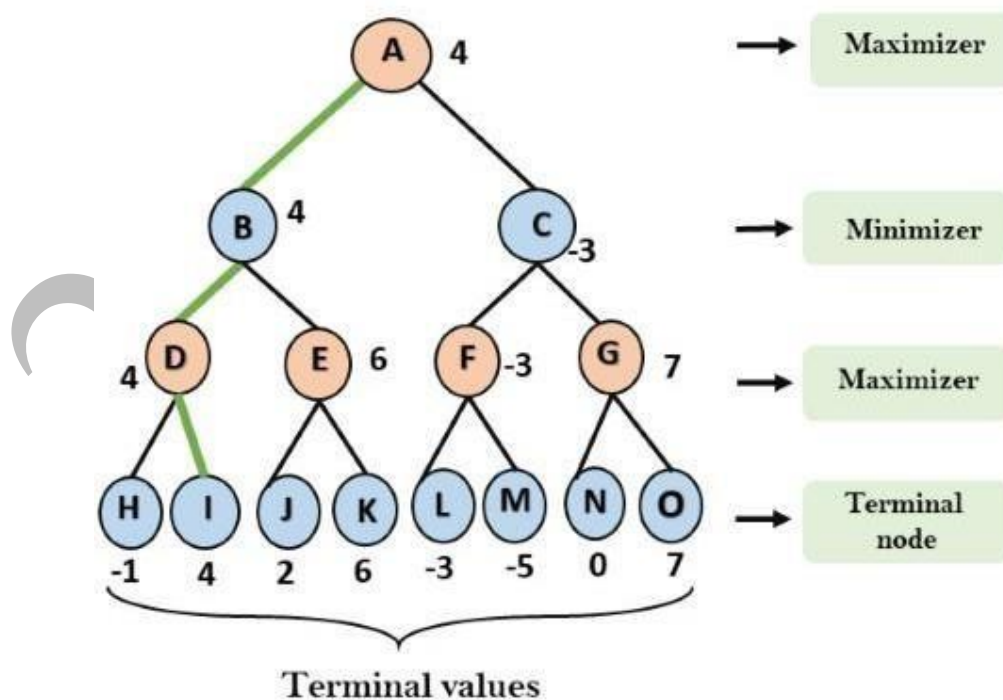 A 4 Maximizer
B 4 C -3 Minimizer
4 D E 6 F -3 G 7 Maximizer
H I J K L M N O Terminal
node
-1 4 2 6 -3 -5 0 7
Terminal values